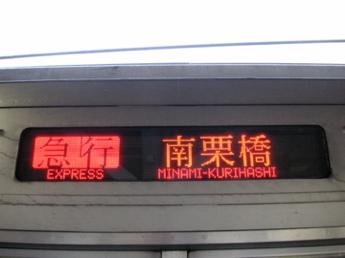 急行 南栗橋
EXPRESS MINAMI-KURIHASHI